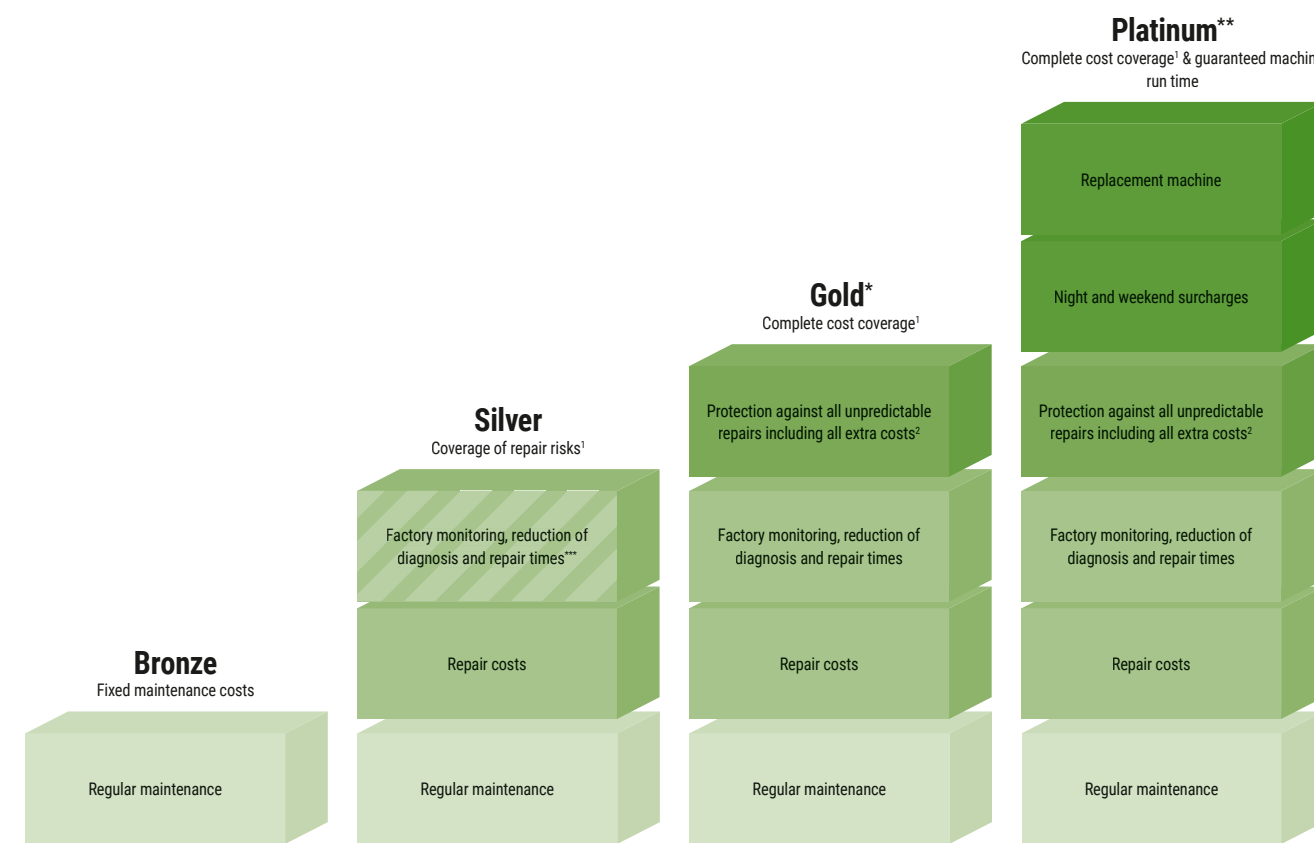 Platinum**
Complete cost coverage¹ & guaranteed machin
run time
Replacement machine
Night and weekend surcharges
Protection against all unpredictable
repairs including all extra costs²
Factory monitoring, reduction of
diagnosis and repair times
Repair costs
Regular maintenance
Gold*
Complete cost coverage¹
Protection against all unpredictable
repairs including all extra costs²
Factory monitoring, reduction of
diagnosis and repair times
Repair costs
Regular maintenance
Silver
Coverage of repair risks¹
Factory monitoring, reduction of
diagnosis and repair times***
Repair costs
Regular maintenance
Bronze
Fixed maintenance costs
Regular maintenance